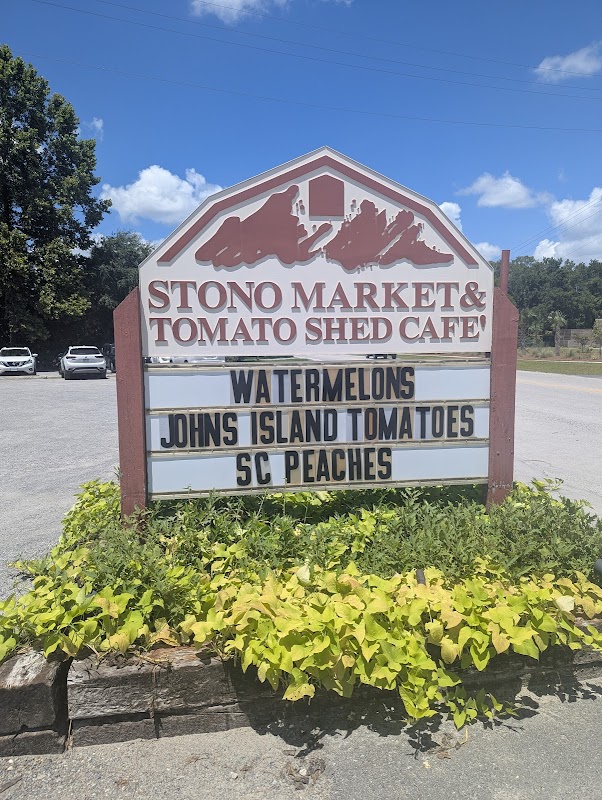 STONO MARKET&
TOMATO SHED CAFE'
WATERMELONS
JOHNS ISLAND TOMATOES
SC PEACHES